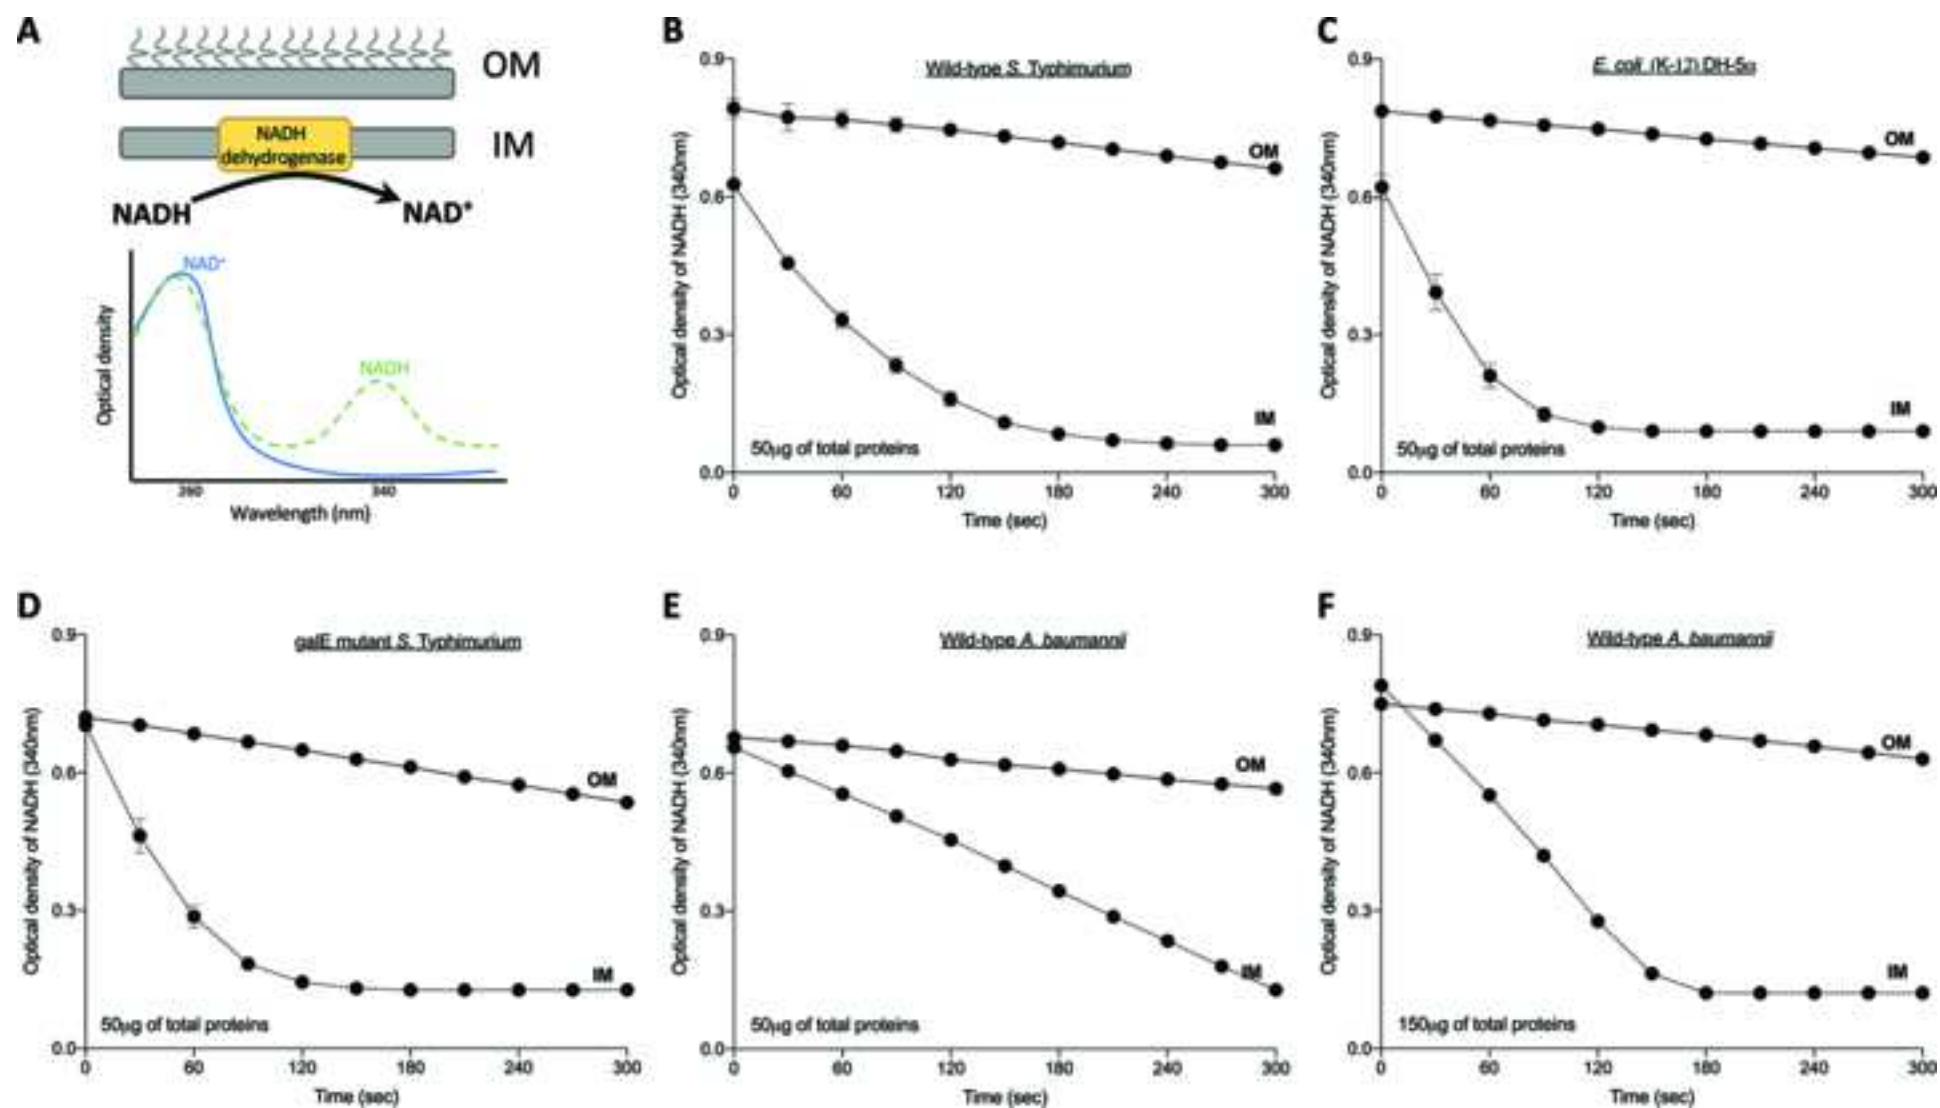 A
OM
NADH
dehydrogenase
IM
NADH
NAD+
Optical density
NAD+
NADH
260
340
Wavelength (nm)
B
Wild-type S. Typhimurium
Optical density of NADH (340nm)
0.9
0.6
0.3
0.0
OM
IM
50μg of total proteins
0 60 120 180 240 300
Time (sec)
C
E. coli (K-12) DH-5α
Optical density of NADH (340nm)
0.9
0.6
0.3
0.0
OM
IM
50μg of total proteins
0 60 120 180 240 300
Time (sec)
D
galE mutant S. Typhimurium
Optical density of NADH (340nm)
0.9
0.6
0.3
0.0
OM
IM
50μg of total proteins
0 60 120 180 240 300
Time (sec)
E
Wild-type A. baumannii
Optical density of NADH (340nm)
0.9
0.6
0.3
0.0
OM
IM
50μg of total proteins
0 60 120 180 240 300
Time (sec)
F
Wild-type A. baumannii
Optical density of NADH (340nm)
0.9
0.6
0.3
0.0
OM
IM
150μg of total proteins
0 60 120 180 240 300
Time (sec)